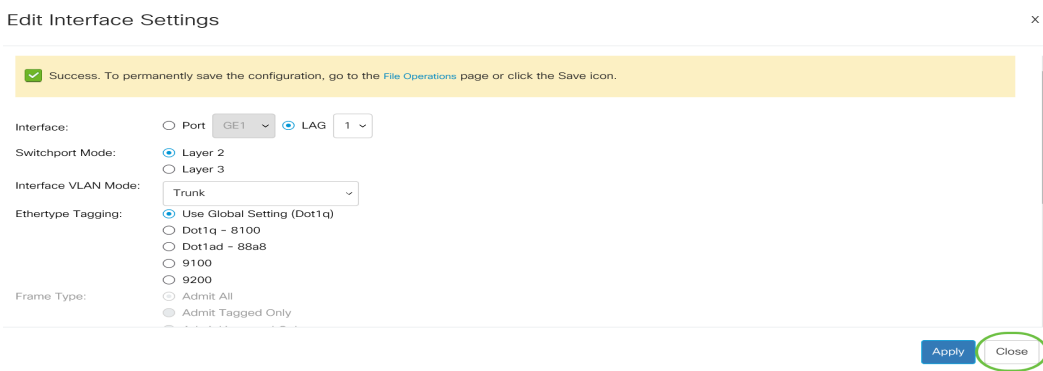 Edit Interface Settings
x
Success. To permanently save the configuration, go to the File Operations page or click the Save icon.
Interface: Port GE1 LAG 1
Switchport Mode: Layer 2
Layer 3
Interface VLAN Mode: Trunk
Ethertype Tagging: Use Global Setting (Dot1q)
Dot1q - 8100
Dot1ad - 88a8
9100
9200
Frame Type: Admit All
Admit Tagged Only
Apply Close